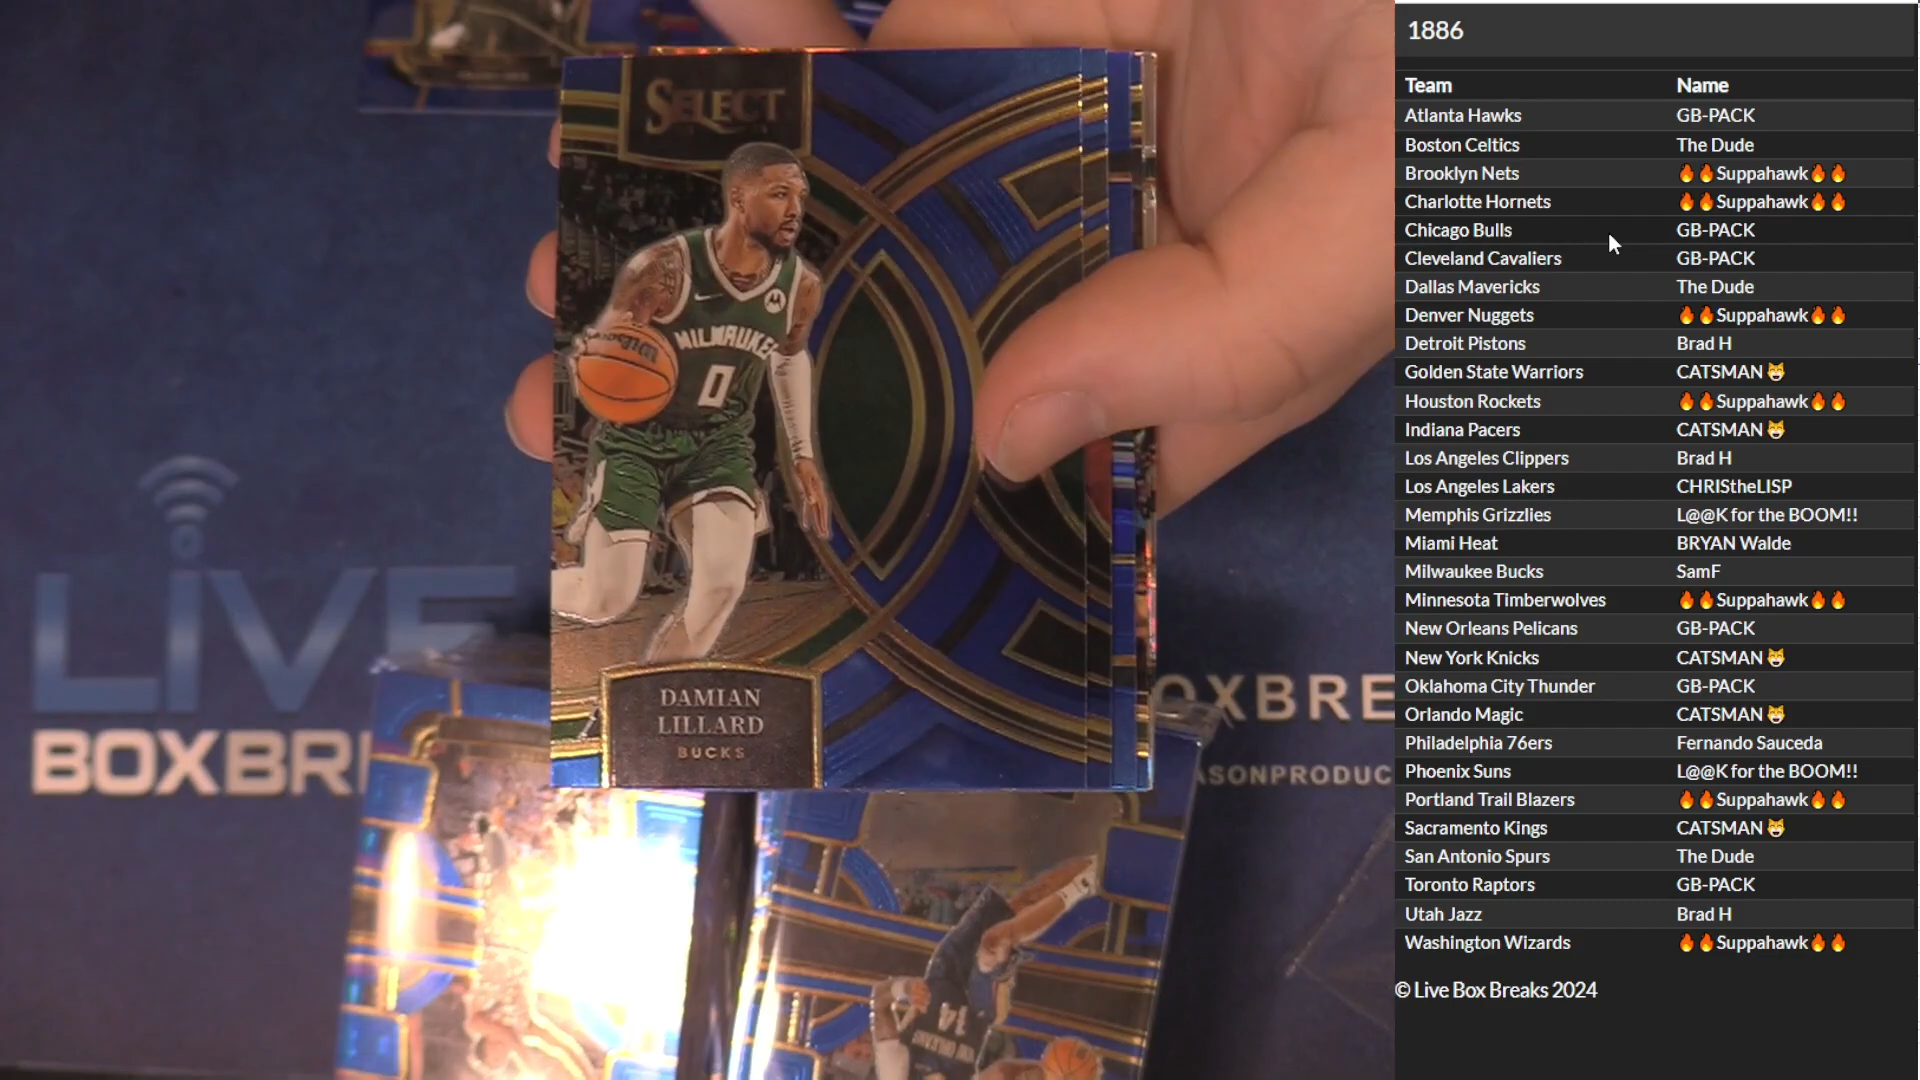 SELECT
MILWAUKEE
0
DAMIAN
LILLARD
BUCKS
LIVE
BOXBRE
OXBRE
ASONPRODUC
NEW ORLEANS
14
1886
Team Name
Atlanta Hawks GB-PACK
Boston Celtics The Dude
Brooklyn Nets 🔥🔥Suppahawk🔥🔥
Charlotte Hornets 🔥🔥Suppahawk🔥🔥
Chicago Bulls GB-PACK
Cleveland Cavaliers GB-PACK
Dallas Mavericks The Dude
Denver Nuggets 🔥🔥Suppahawk🔥🔥
Detroit Pistons Brad H
Golden State Warriors CATSMAN😸
Houston Rockets 🔥🔥Suppahawk🔥🔥
Indiana Pacers CATSMAN😸
Los Angeles Clippers Brad H
Los Angeles Lakers CHRIStheLISP
Memphis Grizzlies L@@K for the BOOM!!
Miami Heat BRYAN Walde
Milwaukee Bucks SamF
Minnesota Timberwolves 🔥🔥Suppahawk🔥🔥
New Orleans Pelicans GB-PACK
New York Knicks CATSMAN😸
Oklahoma City Thunder GB-PACK
Orlando Magic CATSMAN😸
Philadelphia 76ers Fernando Sauceda
Phoenix Suns L@@K for the BOOM!!
Portland Trail Blazers 🔥🔥Suppahawk🔥🔥
Sacramento Kings CATSMAN😸
San Antonio Spurs The Dude
Toronto Raptors GB-PACK
Utah Jazz Brad H
Washington Wizards 🔥🔥Suppahawk🔥🔥
© Live Box Breaks 2024